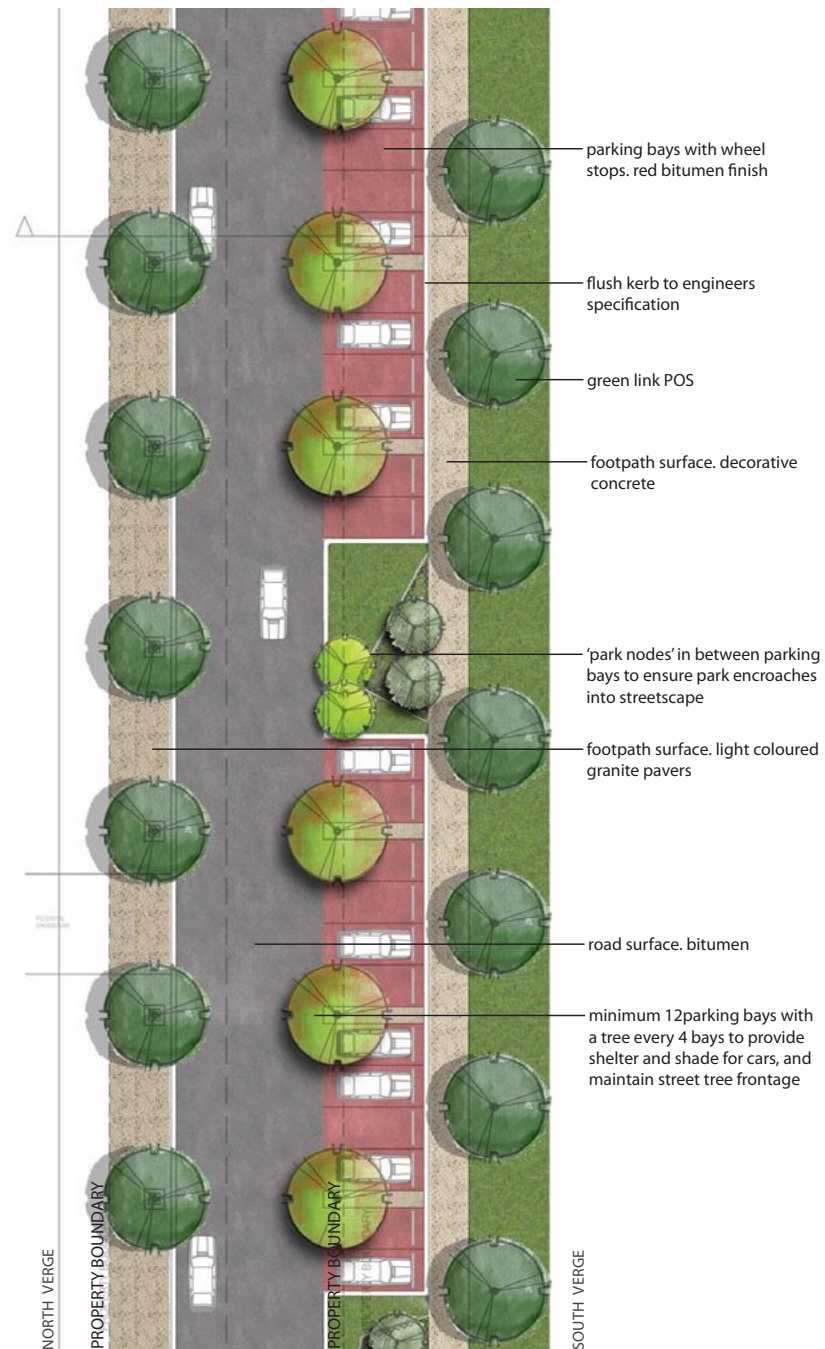 parking bays with wheel
stops. red bitumen finish
flush kerb to engineers
specification
green link POS
footpath surface. decorative
concrete
‘park nodes’ in between parking
bays to ensure park encroaches
into streetscape
footpath surface. light coloured
granite pavers
road surface. bitumen
minimum 12parking bays with
a tree every 4 bays to provide
shelter and shade for cars, and
maintain street tree frontage
NORTH VERGE
PROPERTY BOUNDARY
PROPERTY BOUNDARY
SOUTH VERGE